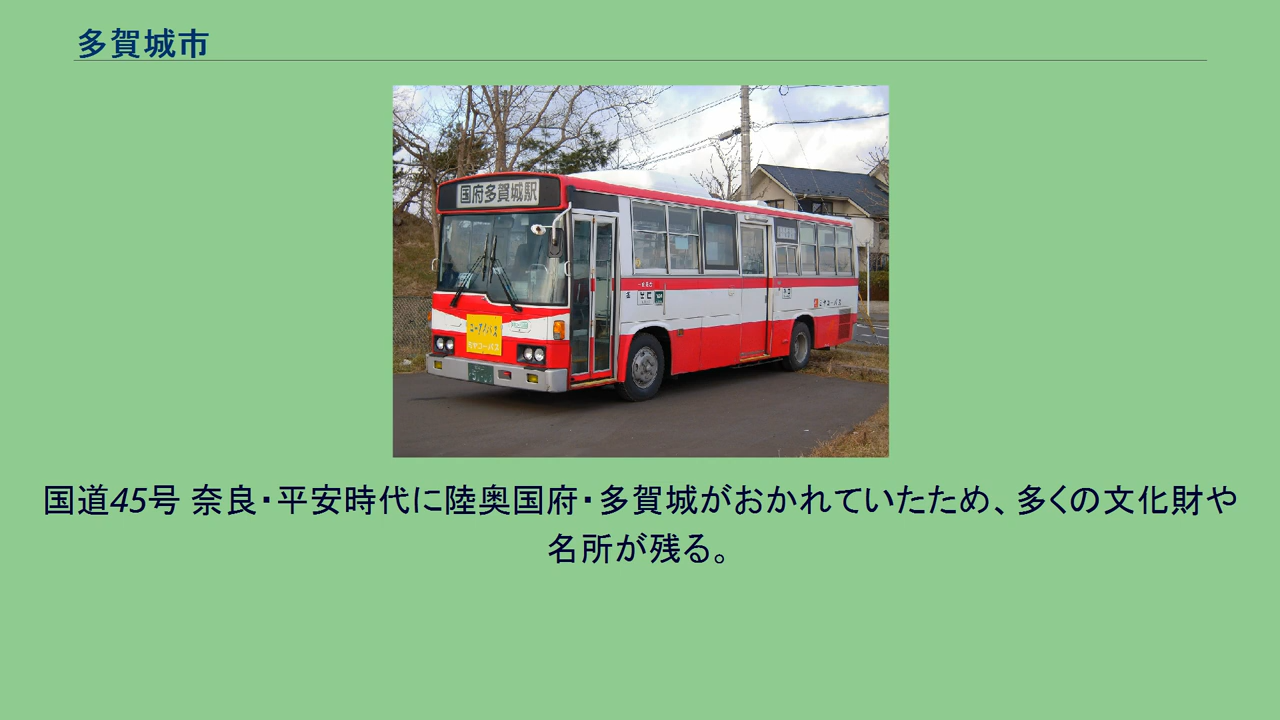 多賀城市
国府多賀城駅
国道45号 奈良・平安時代に陸奥国府・多賀城がおかれていたため、多くの文化財や
名所が残る。